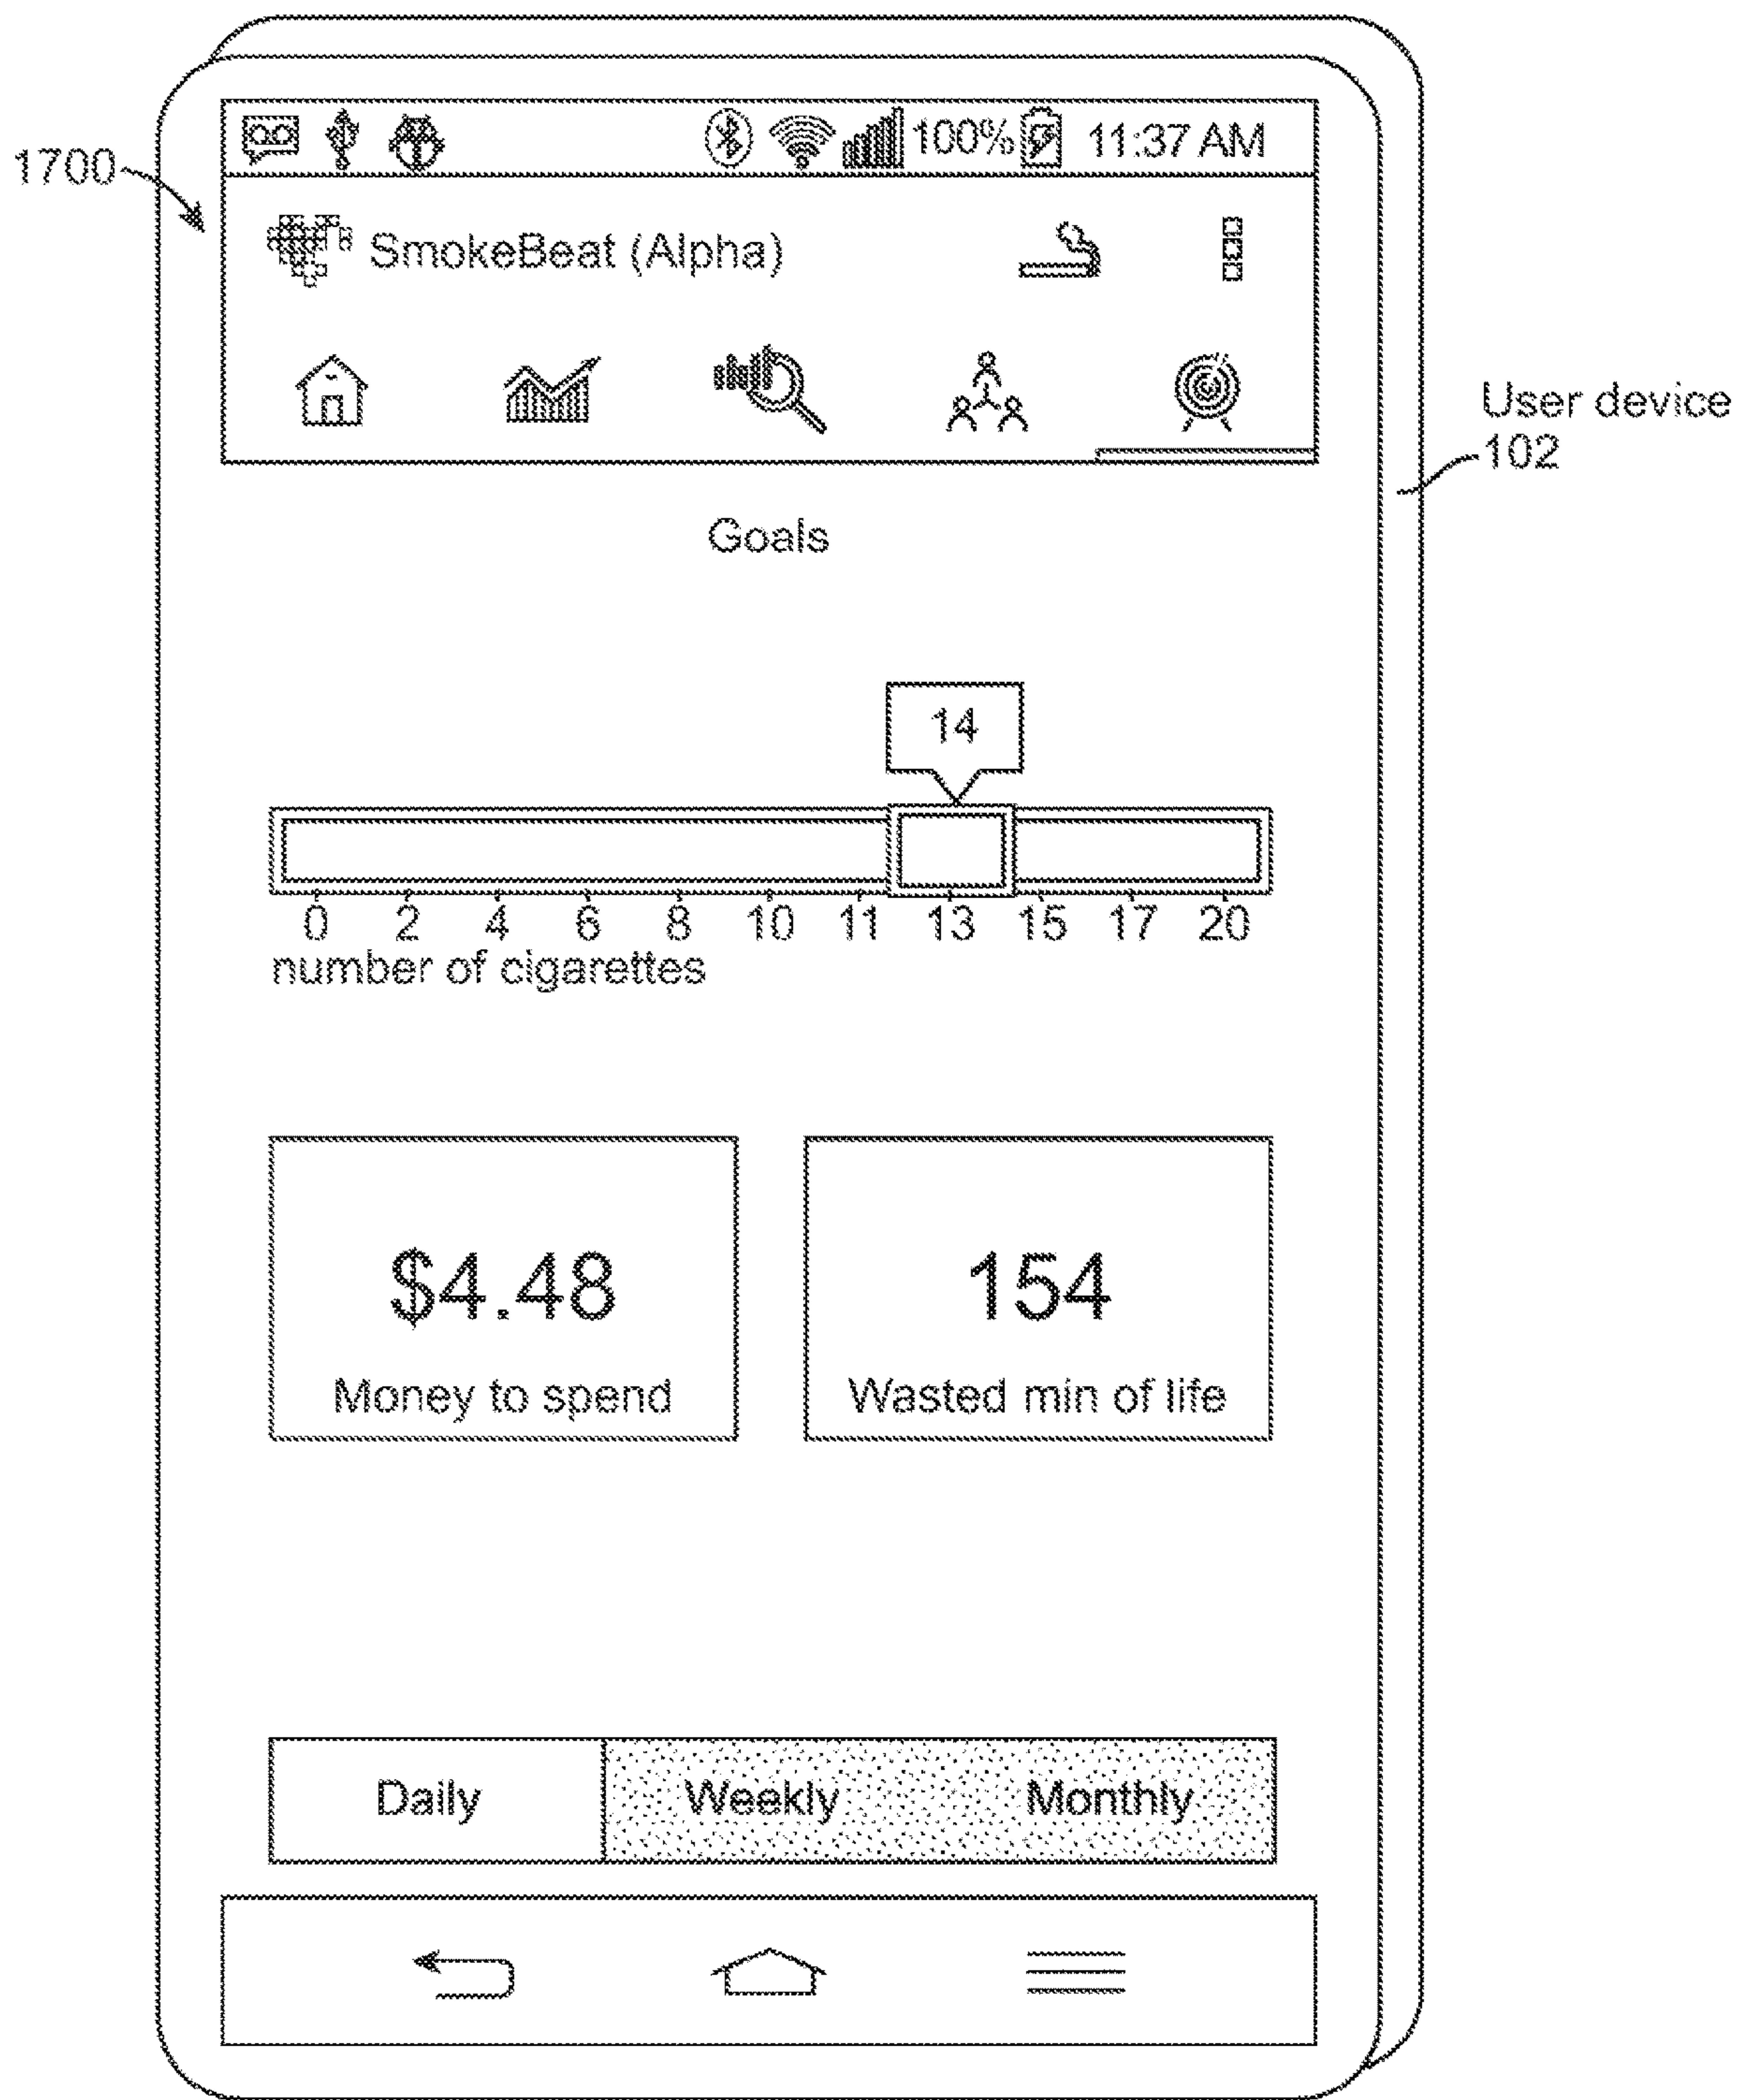 100% 11:37 AM
1700
SmokeBeat (Alpha)
User device
102
Goals
14
0 2 4 6 8 10 11 13 15 17 20
number of cigarettes
$4.48 154
Money to spend Wasted min of life
Daily Weekly Monthly